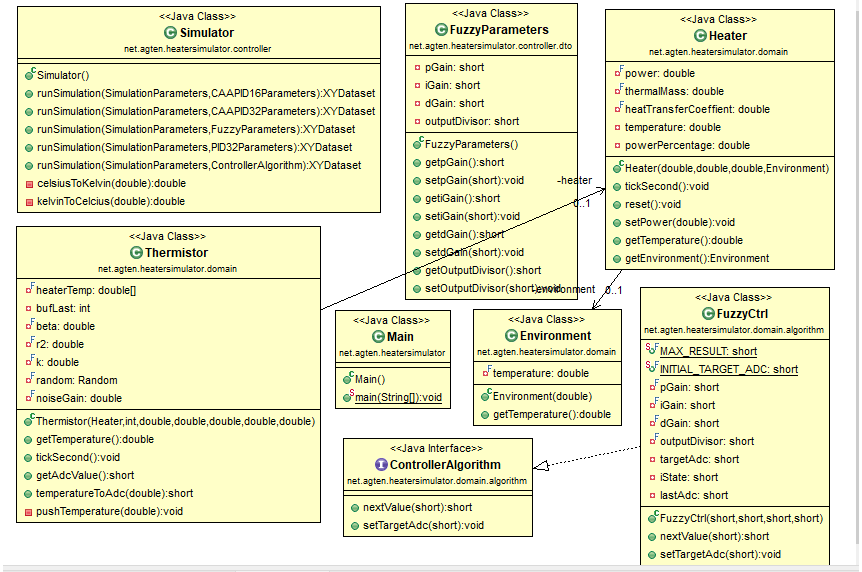 <<Java Class>>
Simulator
net.agten.heatersimulator.controller
Simulator()
runSimulation(SimulationParameters,CAAPID16Parameters):XYDataset
runSimulation(SimulationParameters,CAAPID32Parameters):XYDataset
runSimulation(SimulationParameters,FuzzyParameters):XYDataset
runSimulation(SimulationParameters,PID32Parameters):XYDataset
runSimulation(SimulationParameters,ControllerAlgorithm):XYDataset
celsiusToKelvin(double):double
kelvinToCelcius(double):double
<<Java Class>>
FuzzyParameters
net.agten.heatersimulator.controller.dto
pGain: short
iGain: short
dGain: short
outputDivisor: short
FuzzyParameters()
getpGain():short
setpGain(short):void
getiGain():short
setiGain(short):void
getdGain():short
setdGain(short):void
getOutputDivisor():short
setOutputDivisor(short):void
<<Java Class>>
Heater
net.agten.heatersimulator.domain
power: double
thermalMass: double
heatTransferCoeffient: double
temperature: double
powerPercentage: double
Heater(double,double,double,Environment)
tickSecond():void
reset():void
setPower(double):void
getTemperature():double
getEnvironment():Environment
-heater
0..1
-environment
0..1
<<Java Class>>
Thermistor
net.agten.heatersimulator.domain
heaterTemp: double[]
bufLast: int
beta: double
r2: double
k: double
random: Random
noiseGain: double
Thermistor(Heater,int,double,double,double,double,double)
getTemperature():double
tickSecond():void
getAdcValue():short
temperatureToAdc(double):short
pushTemperature(double):void
<<Java Class>>
Main
net.agten.heatersimulator
Main()
main(String[]):void
<<Java Class>>
Environment
net.agten.heatersimulator.domain
temperature: double
Environment(double)
getTemperature():double
<<Java Interface>>
ControllerAlgorithm
net.agten.heatersimulator.domain.algorithm
nextValue(short):short
setTargetAdc(short):void
<<Java Class>>
FuzzyCtrl
net.agten.heatersimulator.domain.algorithm
MAX_RESULT: short
INITIAL_TARGET_ADC: short
pGain: short
iGain: short
dGain: short
outputDivisor: short
targetAdc: short
iState: short
lastAdc: short
FuzzyCtrl(short,short,short,short)
nextValue(short):short
setTargetAdc(short):void